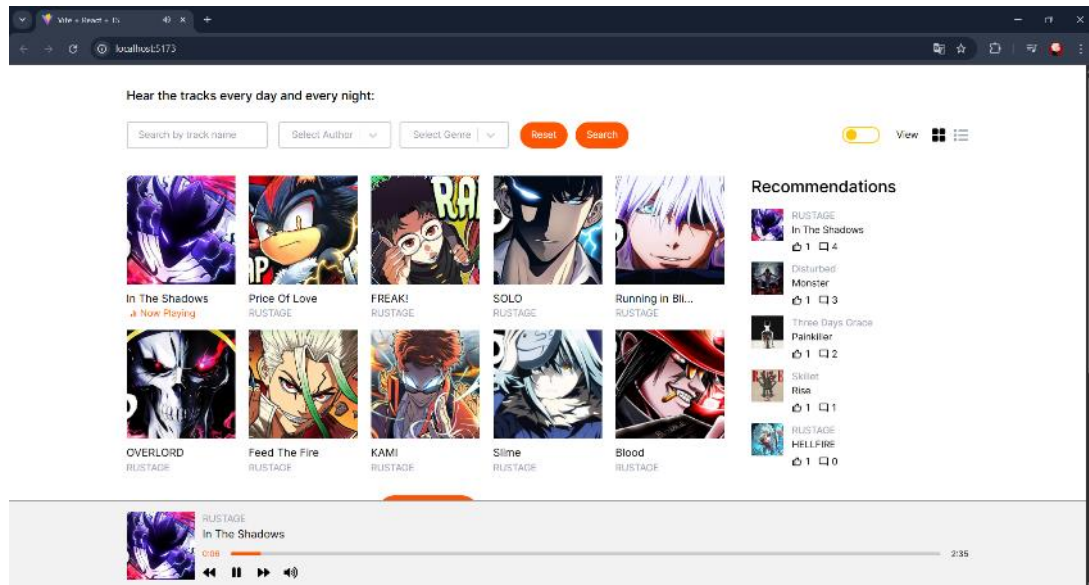 Vite + React + TS
localhost:5173
Hear the tracks every day and every night:
Search by track name
Select Author
Select Genre
Reset
Search
View
In The Shadows
Now Playing
Price Of Love
RUSTAGE
FREAK!
RUSTAGE
SOLO
RUSTAGE
Running in Bli...
RUSTAGE
OVERLORD
RUSTAGE
Feed The Fire
RUSTAGE
KAMI
RUSTAGE
Slime
RUSTAGE
Blood
RUSTAGE
Recommendations
RUSTAGE
In The Shadows
1 4
Disturbed
Monster
1 3
Three Days Grace
Painkiller
1 2
Skillet
Rise
1 1
RUSTAGE
HELLFIRE
1 0
RUSTAGE
In The Shadows
0:06
2:35